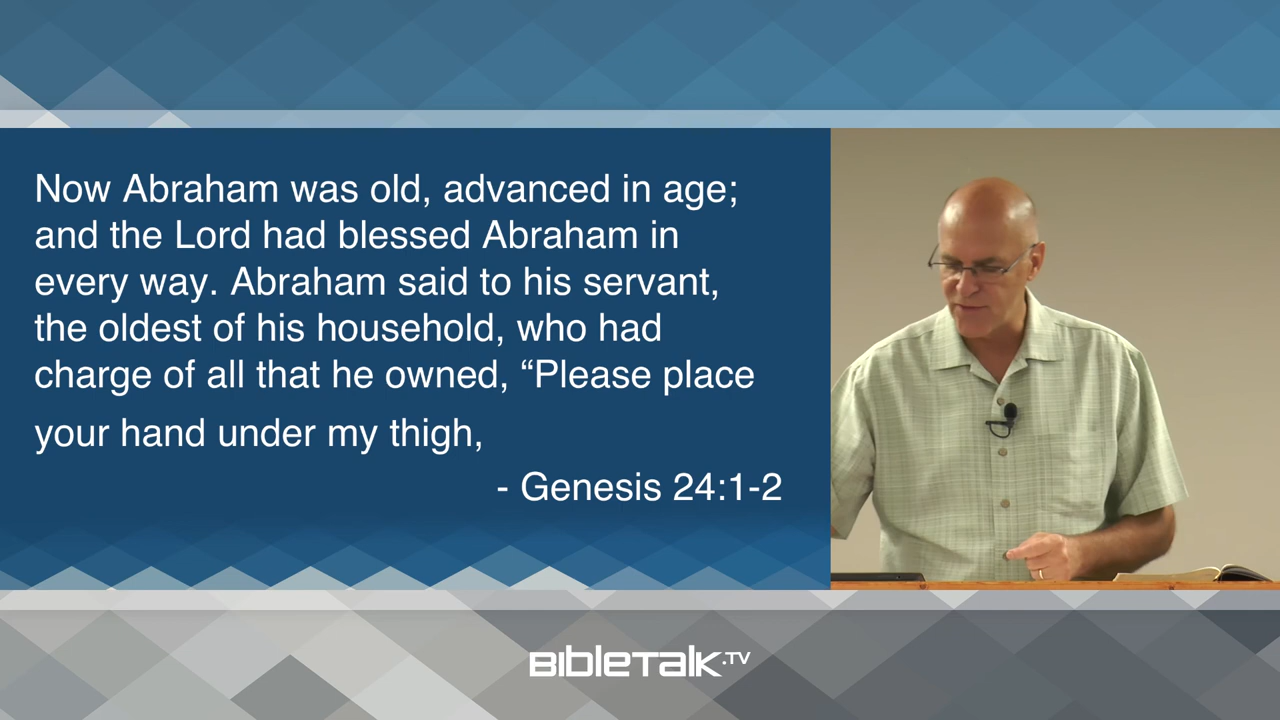 Now Abraham was old, advanced in age;
and the Lord had blessed Abraham in
every way. Abraham said to his servant,
the oldest of his household, who had
charge of all that he owned, “Please place
your hand under my thigh,
- Genesis 24:1-2
BIBLETALK.TV